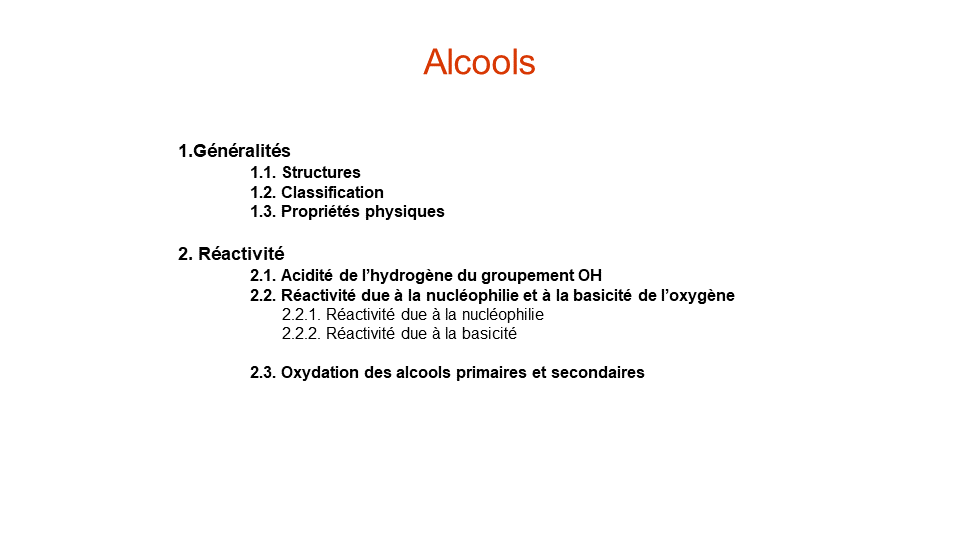 Alcools
1.Généralités
1.1. Structures
1.2. Classification
1.3. Propriétés physiques
2. Réactivité
2.1. Acidité de l’hydrogène du groupement OH
2.2. Réactivité due à la nucléophilie et à la basicité de l’oxygène
2.2.1. Réactivité due à la nucléophilie
2.2.2. Réactivité due à la basicité
2.3. Oxydation des alcools primaires et secondaires